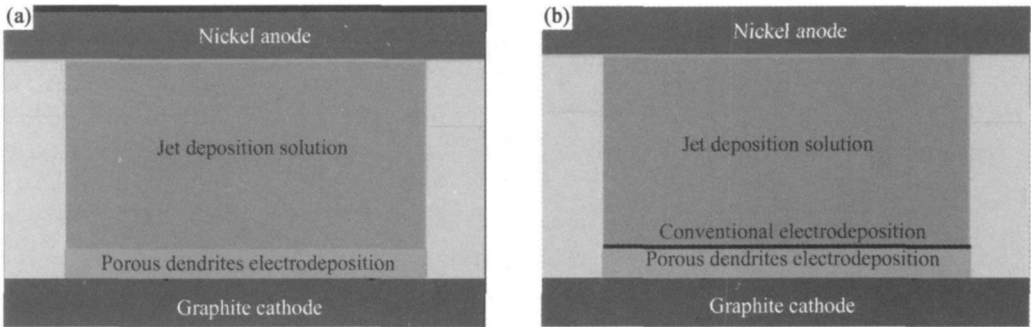 (a)
Nickel anode
Jet deposition solution
Porous dendrites electrodeposition
Graphite cathode
(b)
Nickel anode
Jet deposition solution
Conventional electrodeposition
Porous dendrites electrodeposition
Graphite cathode